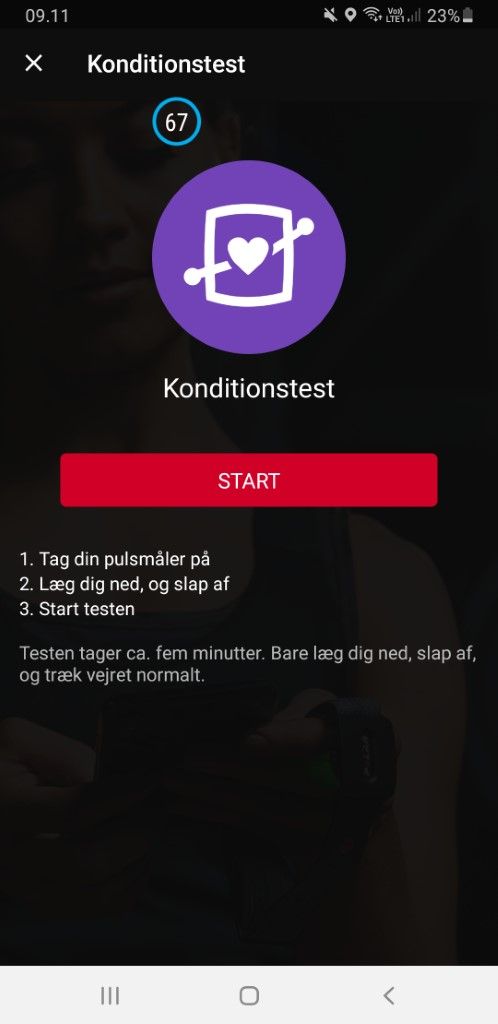 09.11
Vo))
LTE1
23%
Konditionstest
67
Konditionstest
START
1. Tag din pulsmåler på
2. Læg dig ned, og slap af
3. Start testen
Testen tager ca. fem minutter. Bare læg dig ned, slap af,
og træk vejret normalt.
POLAR